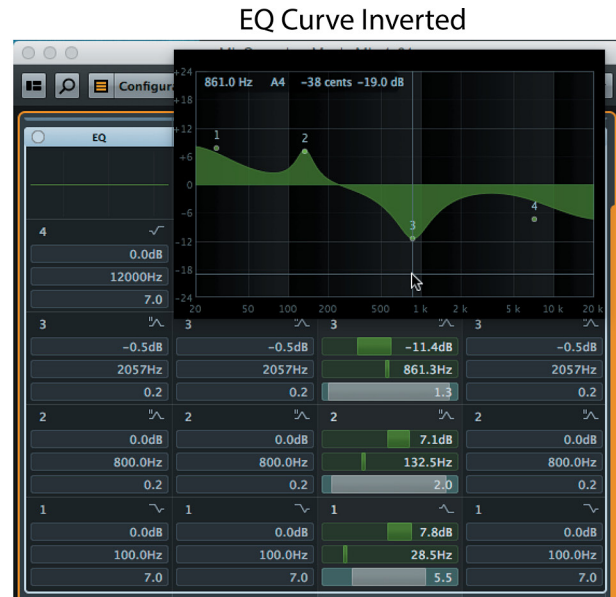 EQ Curve Inverted
Configura
861.0 Hz A4 −38 cents −19.0 dB
+24
+18
+12
+6
0
−6
−12
−18
−24
1
2
3
4
20 50 100 200 500 1 k 2 k 5 k 10 k 20 k
EQ
4
0.0dB
12000Hz
7.0
3 3 3 3
−0.5dB −0.5dB −11.4dB −0.5dB
2057Hz 2057Hz 861.3Hz 2057Hz
0.2 0.2 1.3 0.2
2 2 2 2
0.0dB 0.0dB 7.1dB 0.0dB
800.0Hz 800.0Hz 132.5Hz 800.0Hz
0.2 0.2 2.0 0.2
1 1 1 1
0.0dB 0.0dB 7.8dB 0.0dB
100.0Hz 100.0Hz 28.5Hz 100.0Hz
7.0 7.0 5.5 7.0